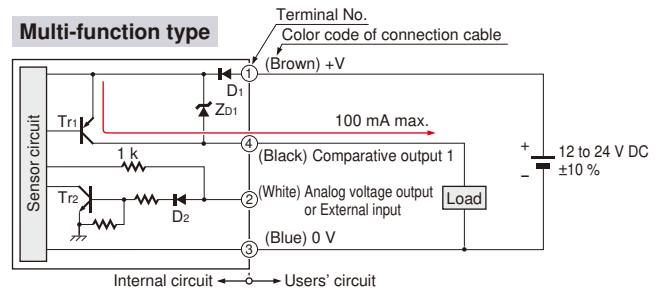 Multi-function type
Terminal No.
Color code of connection cable
1
(Brown) +V
D1
ZD1
Tr1
100 mA max.
Sensor circuit
4
(Black) Comparative output 1
1 k
+
−
12 to 24 V DC
±10 %
Tr2
D2
2
(White) Analog voltage output
or External input
Load
3
(Blue) 0 V
Internal circuit
Users' circuit